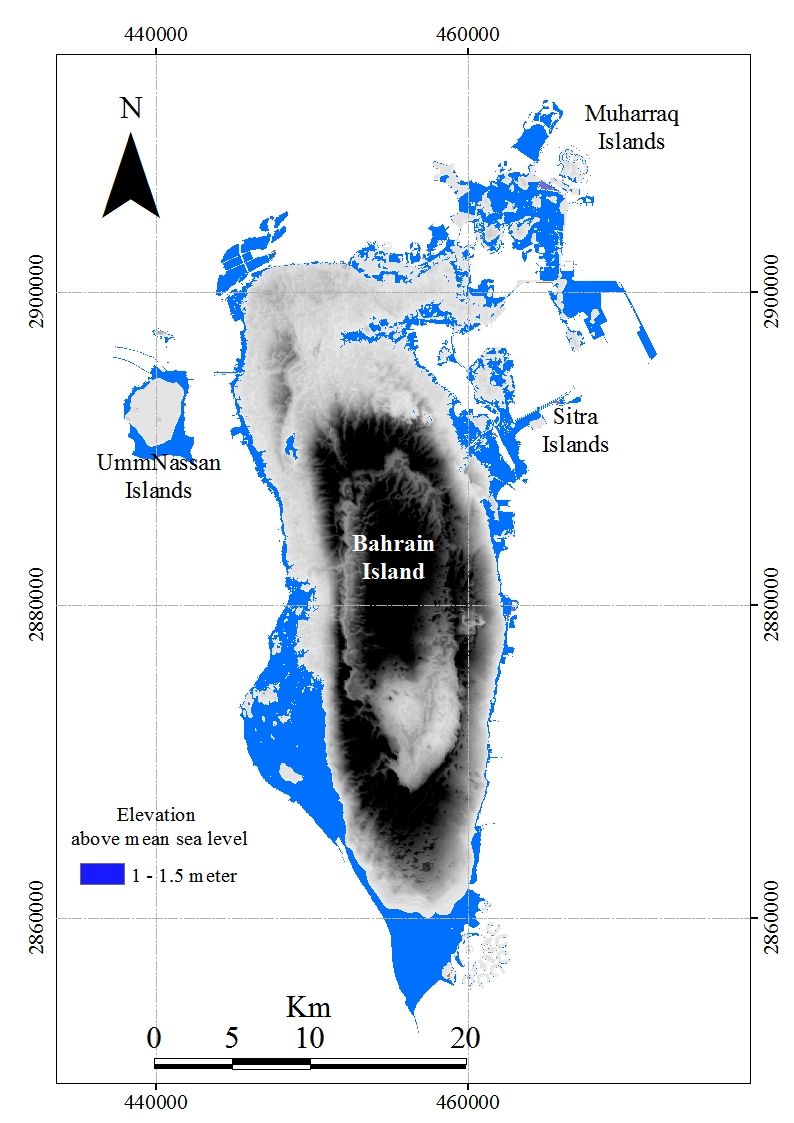 440000
460000
N
Muharraq
Islands
2900000
2900000
Sitra
Islands
UmmNassan
Islands
Bahrain
Island
2880000
2880000
Elevation
above mean sea level
1 - 1.5 meter
2860000
2860000
Km
0 5 10 20
440000
460000